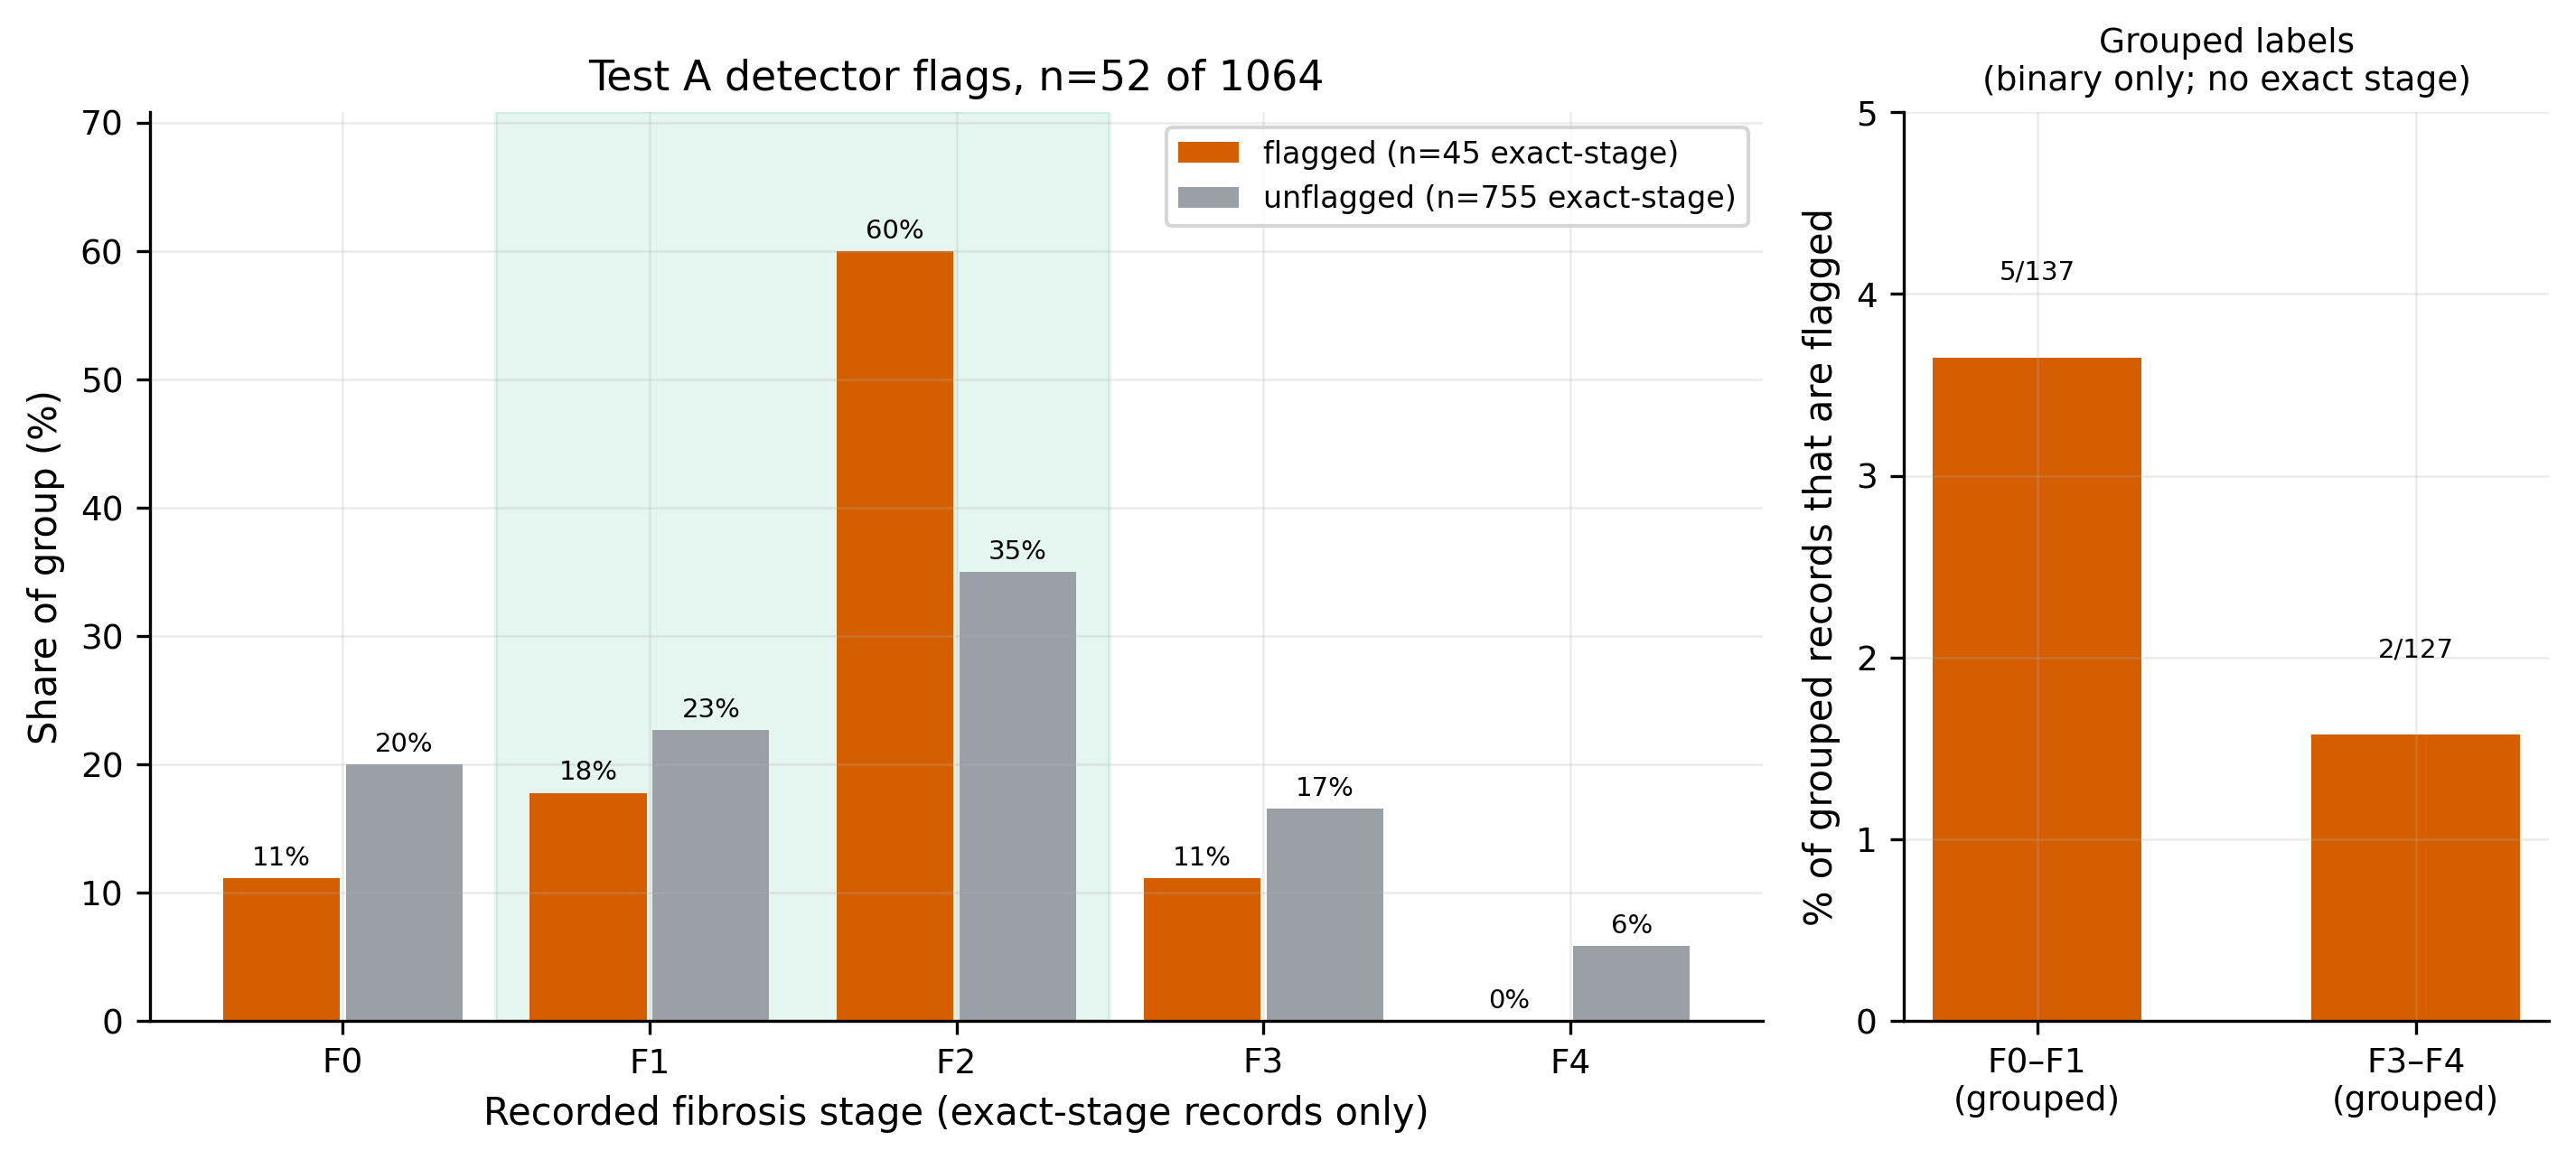 Test A detector flags, n=52 of 1064
Share of group (%)
70
60
50
40
30
20
10
0
flagged (n=45 exact-stage)
unflagged (n=755 exact-stage)
11%
20%
18%
23%
60%
35%
11%
17%
0%
6%
F0
F1
F2
F3
F4
Recorded fibrosis stage (exact-stage records only)
Grouped labels
(binary only; no exact stage)
% of grouped records that are flagged
5
4
3
2
1
0
5/137
2/127
F0–F1
(grouped)
F3–F4
(grouped)